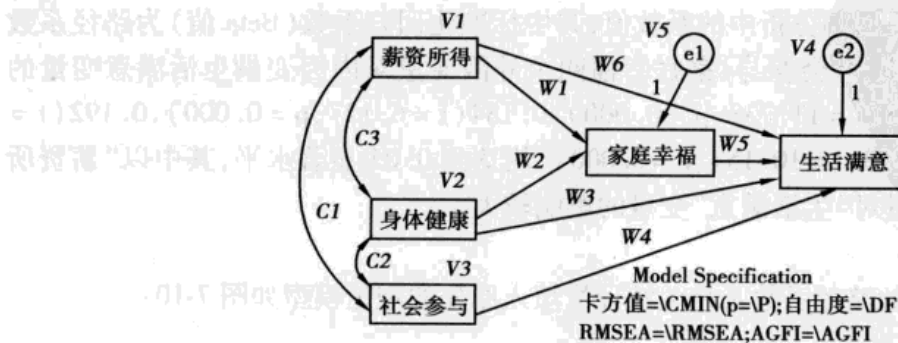 V1
薪资所得
V5
e1
V4
e2
W6
1
1
W1
C3
家庭幸福
W5
生活满意
W2
V2
W3
C1
身体健康
W4
C2
V3
社会参与
Model Specification
卡方值=\CMIN(p=\P);自由度=\DF
RMSEA=\RMSEA;AGFI=\AGFI